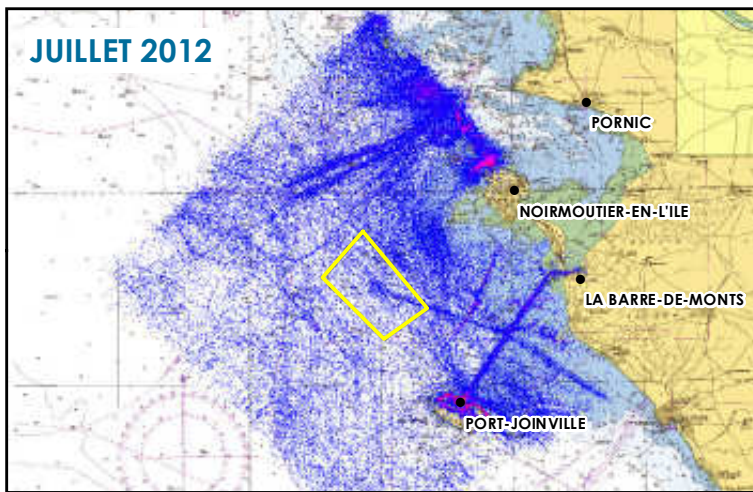 JUILLET 2012
PORNIC
NOIRMOUTIER-EN-L'ILE
LA BARRE-DE-MONTS
PORT-JOINVILLE